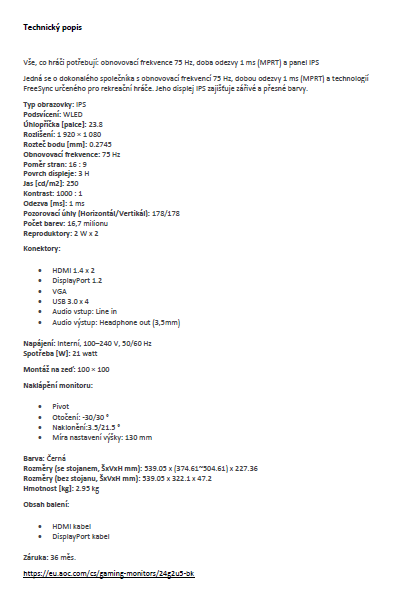 Technický popis
Vše, co hráči potřebují: obnovovací frekvence 75 Hz, doba odezvy 1 ms (MPRT) a panel IPS
Jedná se o dokonalého společníka s obnovovací frekvencí 75 Hz, dobou odezvy 1 ms (MPRT) a technologií
FreeSync určeného pro rekreační hráče. Jeho displej IPS zajišťuje zářivé a přesné barvy.
Typ obrazovky: IPS
Podsvícení: WLED
Úhlopříčka [palce]: 23.8
Rozlišení: 1 920 × 1 080
Rozteč bodu [mm]: 0.2745
Obnovovací frekvence: 75 Hz
Poměr stran: 16 : 9
Povrch displeje: 3 H
Jas [cd/m2]: 250
Kontrast: 1000 : 1
Odezva [ms]: 1 ms
Pozorovací úhly (Horizontál/Vertikál): 178/178
Počet barev: 16,7 milionu
Reproduktory: 2 W x 2
Konektory:
• HDMI 1.4 x 2
• DisplayPort 1.2
• VGA
• USB 3.0 x 4
• Audio vstup: Line in
• Audio výstup: Headphone out (3,5mm)
Napájení: Interní, 100–240 V, 50/60 Hz
Spotřeba [W]: 21 watt
Montáž na zeď: 100 × 100
Naklápění monitoru:
• Pivot
• Otočení: -30/30 °
• Naklonění:3.5/21.5 °
• Míra nastavení výšky: 130 mm
Barva: Černá
Rozměry (se stojanem, ŠxVxH mm): 539.05 x (374.61~504.61) x 227.36
Rozměry (bez stojanu, ŠxVxH mm): 539.05 x 322.1 x 47.2
Hmotnost [kg]: 2.95 kg
Obsah balení:
• HDMI kabel
• DisplayPort kabel
Záruka: 36 měs.
https://eu.aoc.com/cs/gaming-monitors/24g2u5-bk